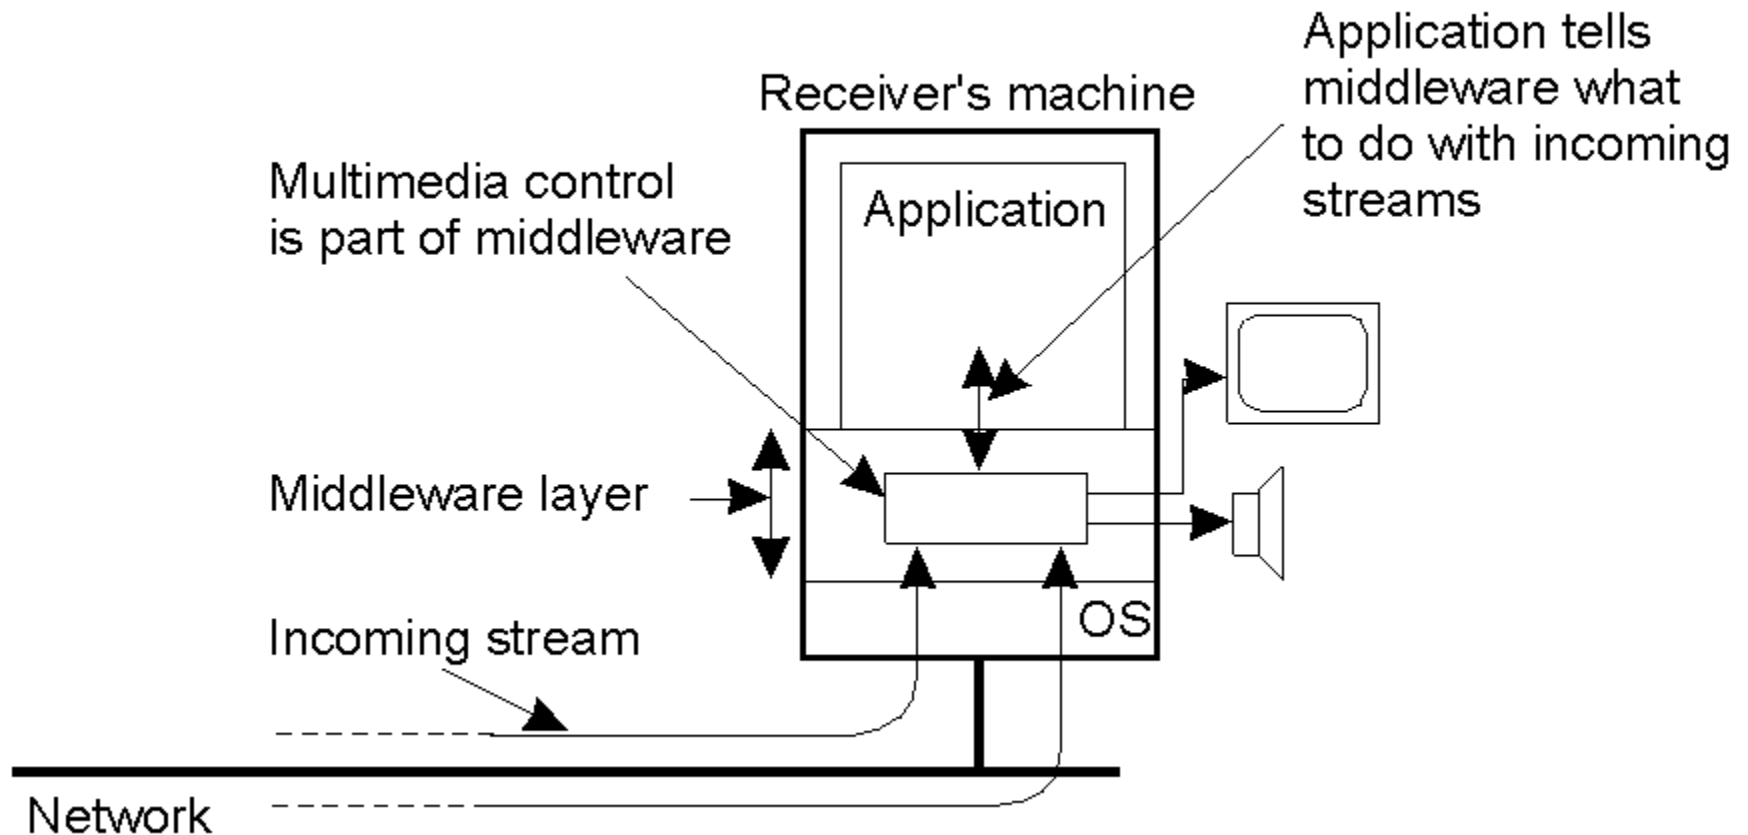 Receiver's machine
Application tells
middleware what
to do with incoming
streams
Multimedia control
is part of middleware
Application
Middleware layer
Incoming stream
OS
Network